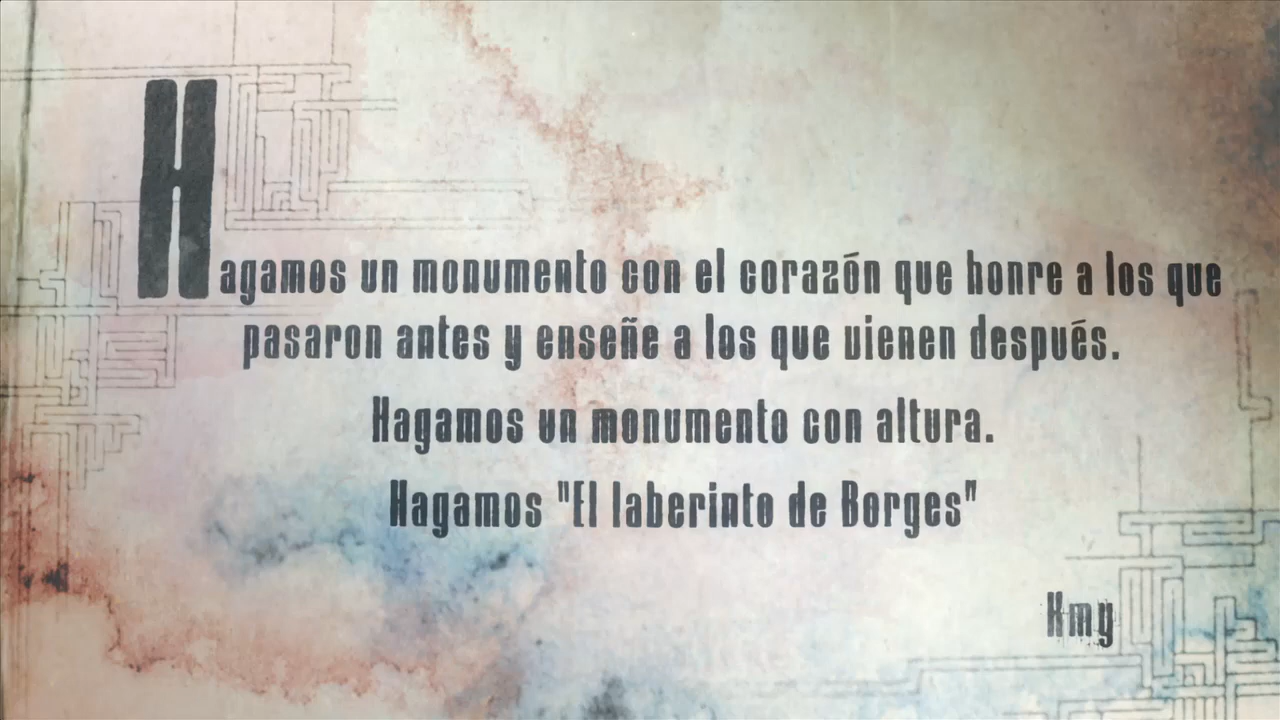 Hagamos un monumento con el corazón que honre a los que
pasaron antes y enseñe a los que vienen después.
Hagamos un monumento con altura.
Hagamos "El laberinto de Borges"
Kmy